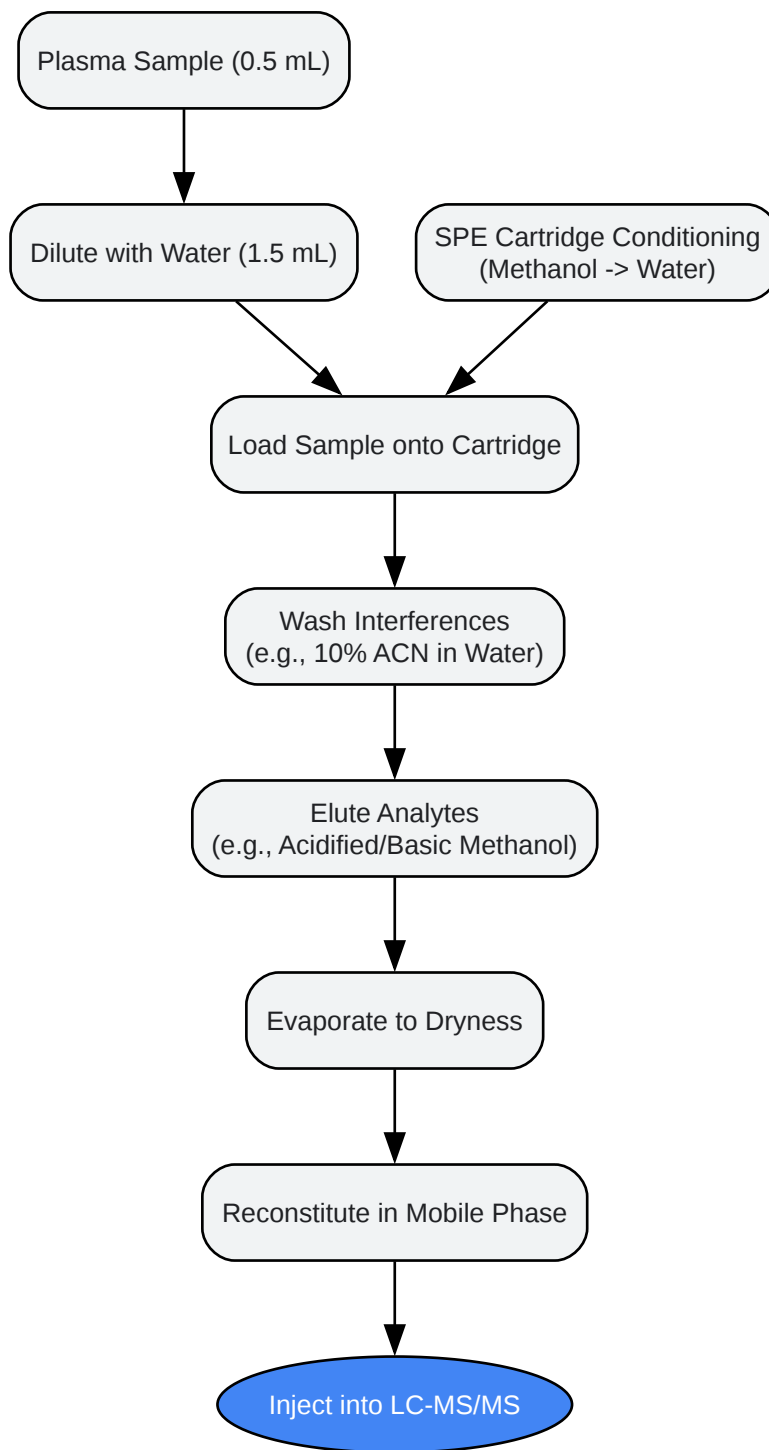 Plasma Sample (0.5 mL)
Dilute with Water (1.5 mL)
SPE Cartridge Conditioning
(Methanol -> Water)
Load Sample onto Cartridge
Wash Interferences
(e.g., 10% ACN in Water)
Elute Analytes
(e.g., Acidified/Basic Methanol)
Evaporate to Dryness
Reconstitute in Mobile Phase
Inject into LC-MS/MS